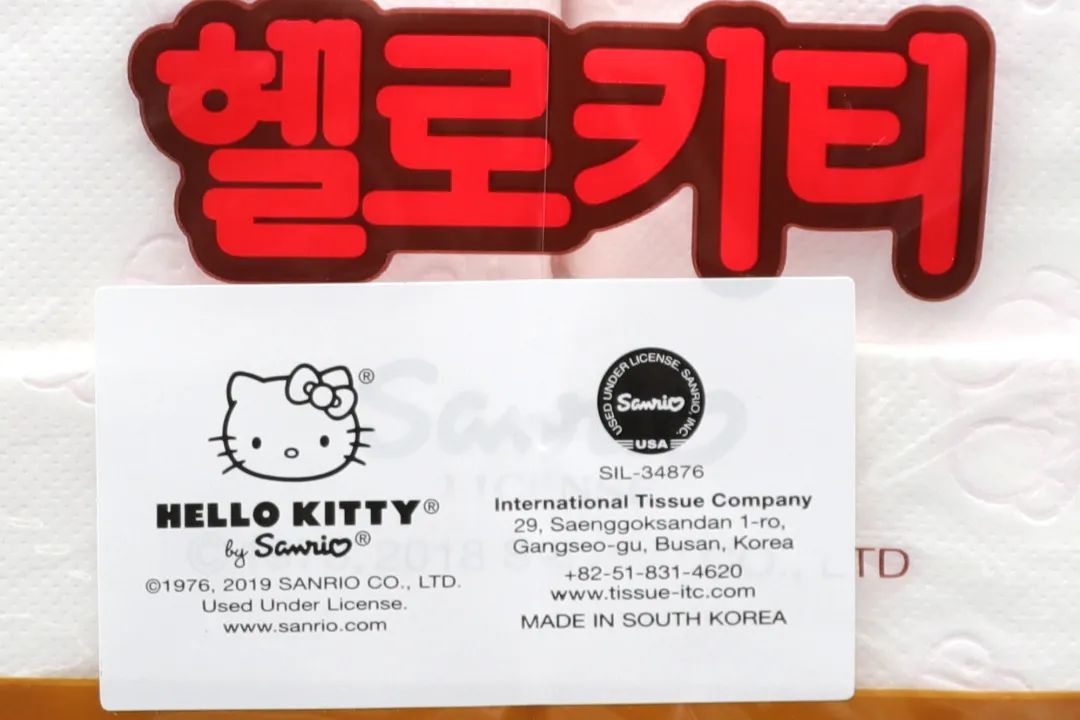 헬로키티
®
HELLO KITTY®
by Sanrio®
©1976, 2019 SANRIO CO., LTD.
Used Under License.
www.sanrio.com
USED UNDER LICENSE SANRIO, INC.
Sanrio
USA
SIL-34876
International Tissue Company
29, Saenggoksandan 1-ro,
Gangseo-gu, Busan, Korea
+82-51-831-4620
www.tissue-itc.com
MADE IN SOUTH KOREA
Sanrio
LTD